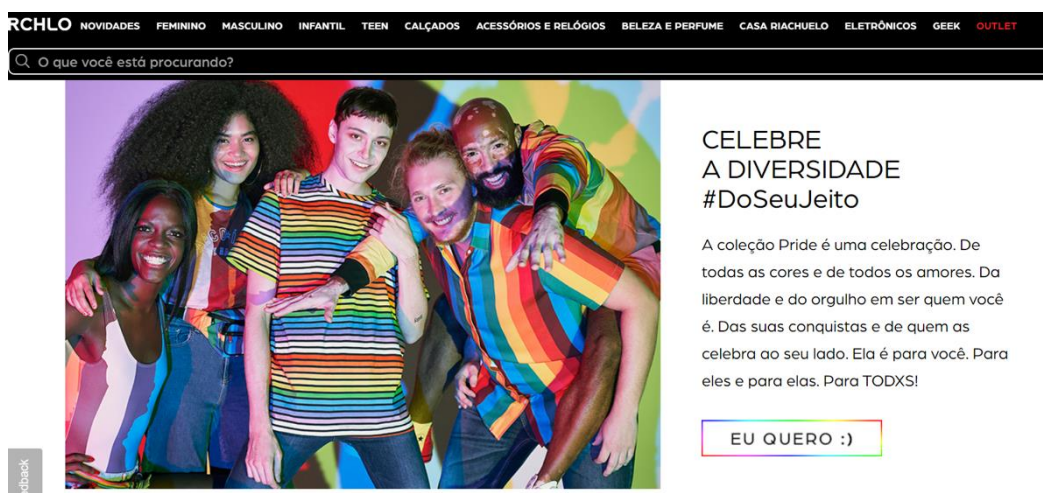 RCHLO NOVIDADES FEMININO MASCULINO INFANTIL TEEN CALÇADOS ACESSÓRIOS E RELÓGIOS BELEZA E PERFUME CASA RIACHUELO ELETRÔNICOS GEEK OUTLET
O que você está procurando?
CELEBRE
A DIVERSIDADE
#DoSeuJeito
A coleção Pride é uma celebração. De
todas as cores e de todos os amores. Da
liberdade e do orgulho em ser quem você
é. Das suas conquistas e de quem as
celebra ao seu lado. Ela é para você. Para
eles e para elas. Para TODXS!
EU QUERO :)